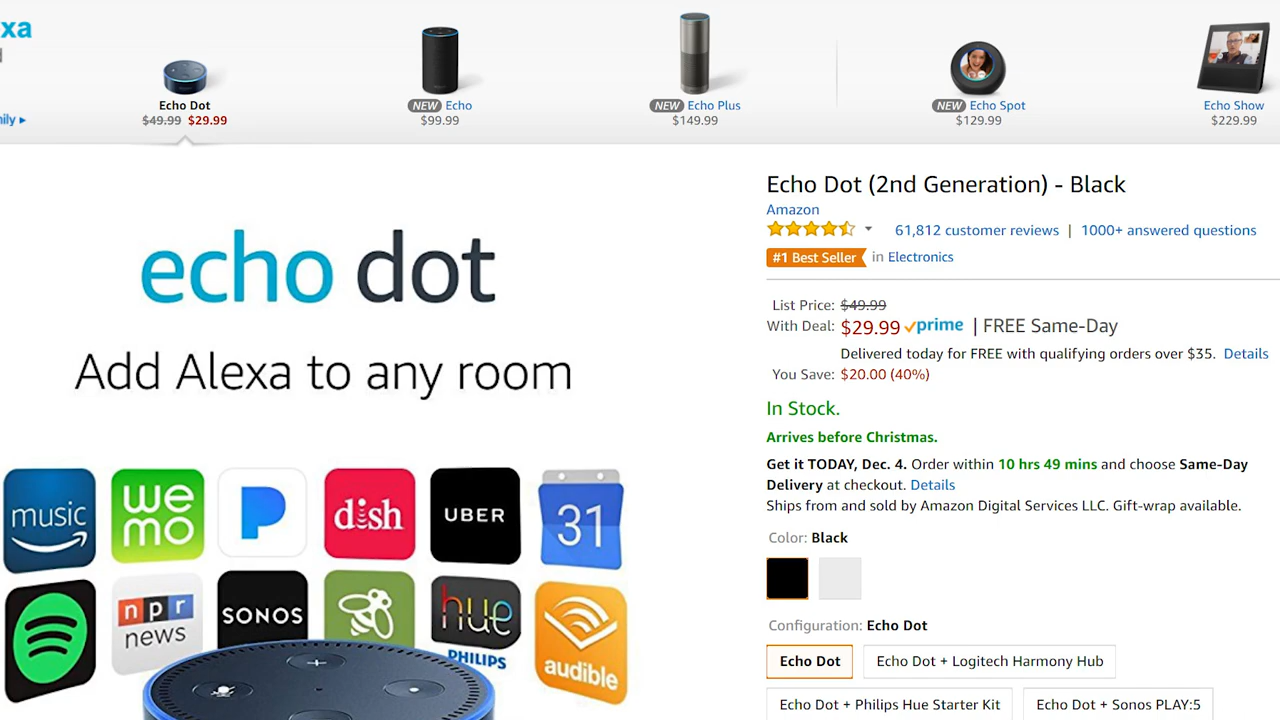 xa
Echo Dot
$49.99 $29.99
NEW Echo
$99.99
NEW Echo Plus
$149.99
NEW Echo Spot
$129.99
Echo Show
$229.99
ily ▸
echo dot
Add Alexa to any room
music
we
mo
dish
UBER
31
npr
news
SONOS
hue
PHILIPS
audible
Echo Dot (2nd Generation) - Black
Amazon
61,812 customer reviews | 1000+ answered questions
#1 Best Seller in Electronics
List Price: $49.99
With Deal: $29.99 prime | FREE Same-Day
Delivered today for FREE with qualifying orders over $35. Details
You Save: $20.00 (40%)
In Stock.
Arrives before Christmas.
Get it TODAY, Dec. 4. Order within 10 hrs 49 mins and choose Same-Day
Delivery at checkout. Details
Ships from and sold by Amazon Digital Services LLC. Gift-wrap available.
Color: Black
Configuration: Echo Dot
Echo Dot
Echo Dot + Logitech Harmony Hub
Echo Dot + Philips Hue Starter Kit
Echo Dot + Sonos PLAY:5